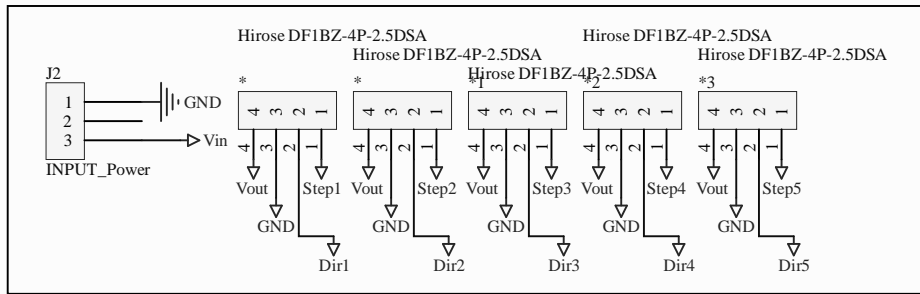 Hirose DF1BZ-4P-2.5DSA
Hirose DF1BZ-4P-2.5DSA
Hirose DF1BZ-4P-2.5DSA
Hirose DF1BZ-4P-2.5DSA
Hirose DF1BZ-4P-2.5DSA
J2
1
2
3
INPUT_Power
GND
Vin
*
4 3 2 1
4 3 2 1
Vout
Step1
GND
Dir1
*
4 3 2 1
4 3 2 1
Vout
Step2
GND
Dir2
*1
4 3 2 1
4 3 2 1
Vout
Step3
GND
Dir3
*2
4 3 2 1
4 3 2 1
Vout
Step4
GND
Dir4
*3
4 3 2 1
4 3 2 1
Vout
Step5
GND
Dir5